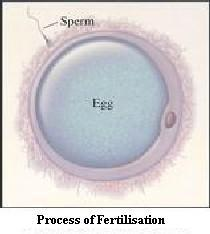 Sperm
Egg
Process of Fertilisation